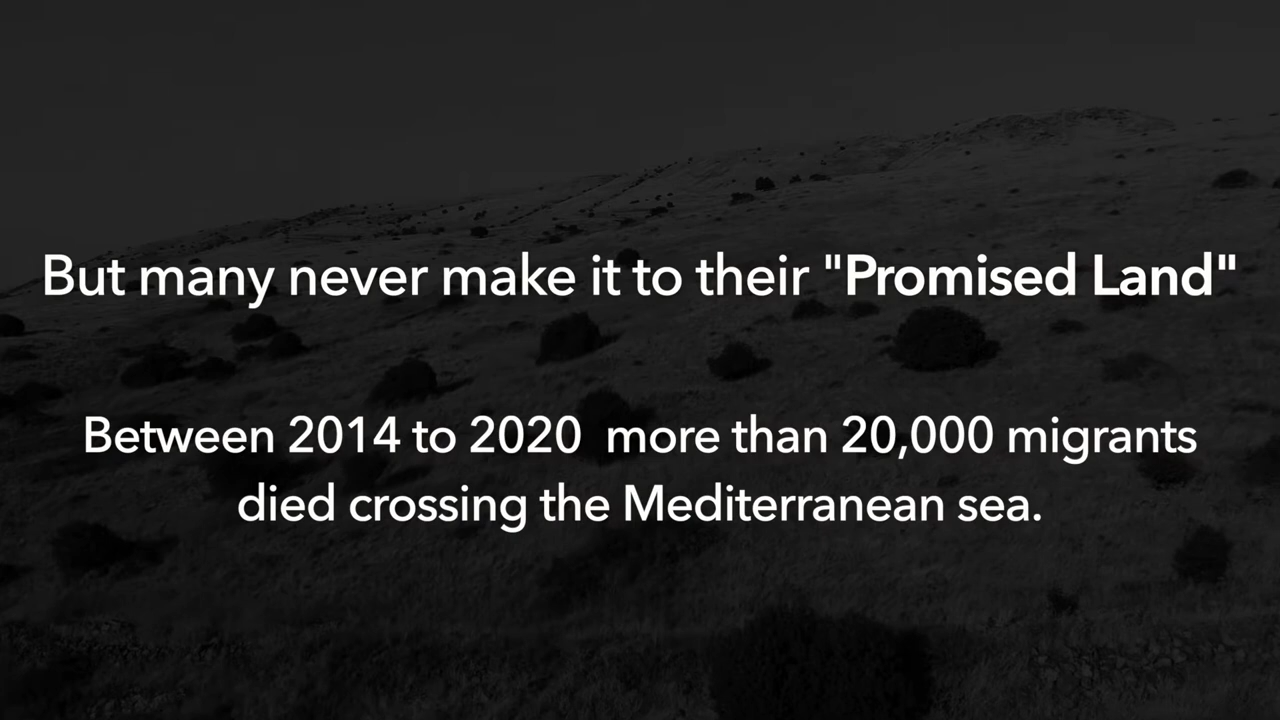 But many never make it to their "Promised Land"
Between 2014 to 2020  more than 20,000 migrants
died crossing the Mediterranean sea.